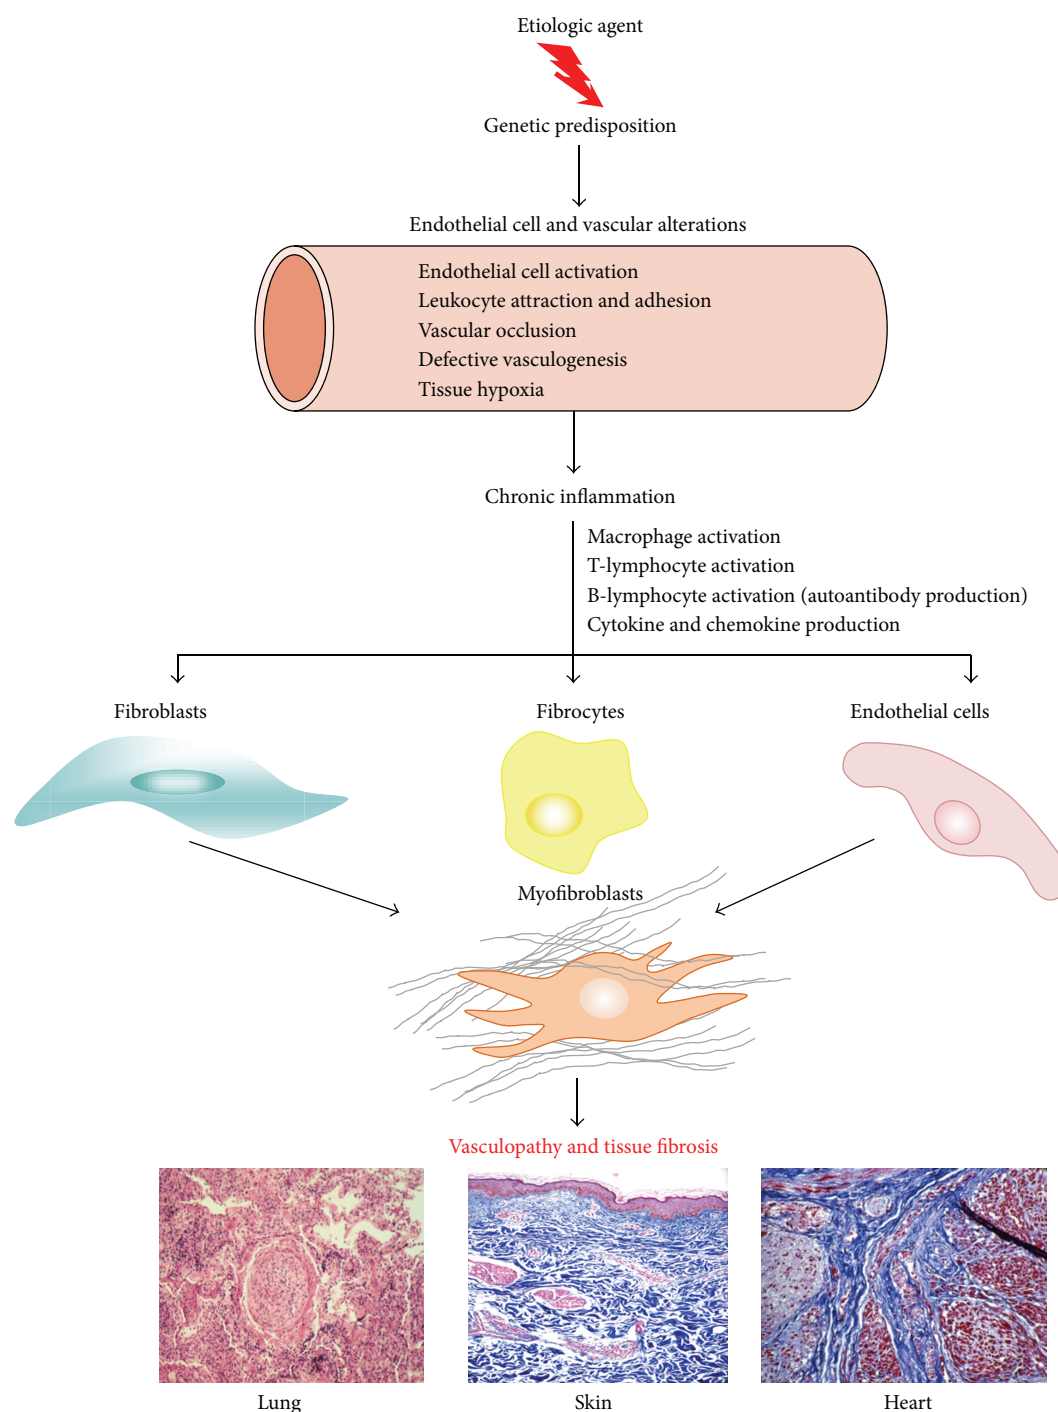 Etiologic agent
Genetic predisposition
Endothelial cell and vascular alterations
Endothelial cell activation
Leukocyte attraction and adhesion
Vascular occlusion
Defective vasculogenesis
Tissue hypoxia
Chronic inflammation
Macrophage activation
T-lymphocyte activation
B-lymphocyte activation (autoantibody production)
Cytokine and chemokine production
Fibroblasts
Fibrocytes
Endothelial cells
Myofibroblasts
Vasculopathy and tissue fibrosis
Lung
Skin
Heart